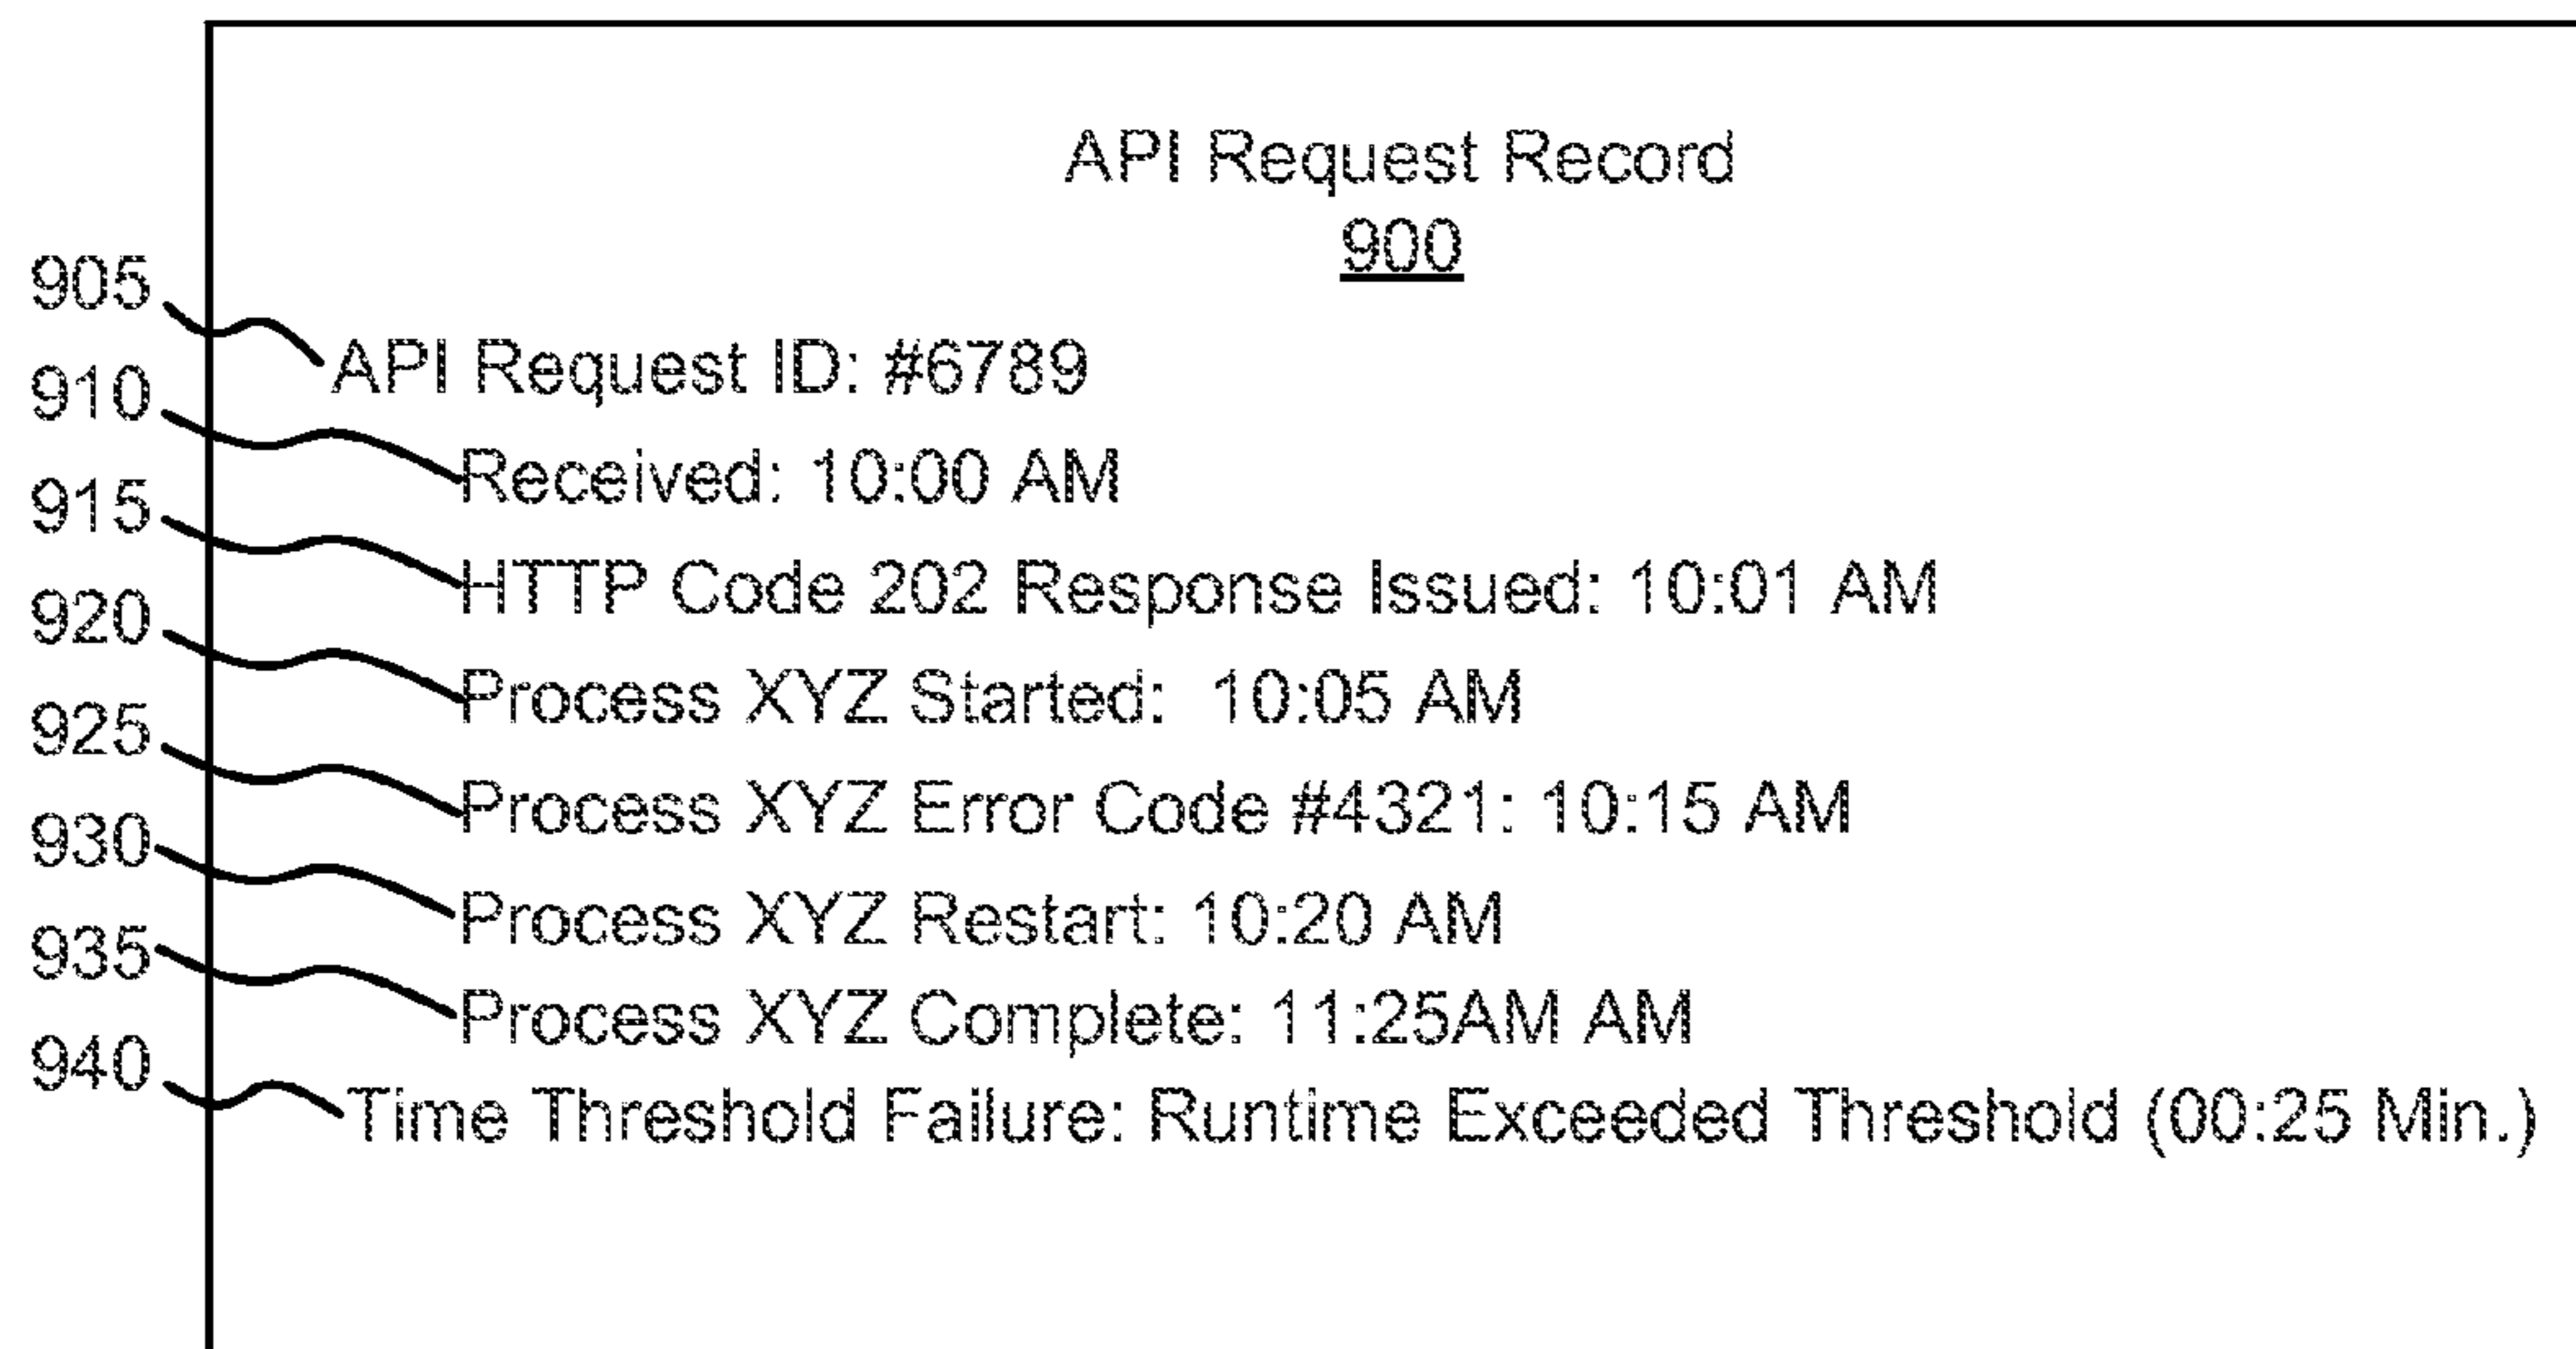 API Request Record
900
905
API Request ID: #6789
910
Received: 10:00 AM
915
HTTP Code 202 Response Issued: 10:01 AM
920
Process XYZ Started: 10:05 AM
925
Process XYZ Error Code #4321: 10:15 AM
930
Process XYZ Restart: 10:20 AM
935
Process XYZ Complete: 11:25AM AM
940
Time Threshold Failure: Runtime Exceeded Threshold (00:25 Min.)